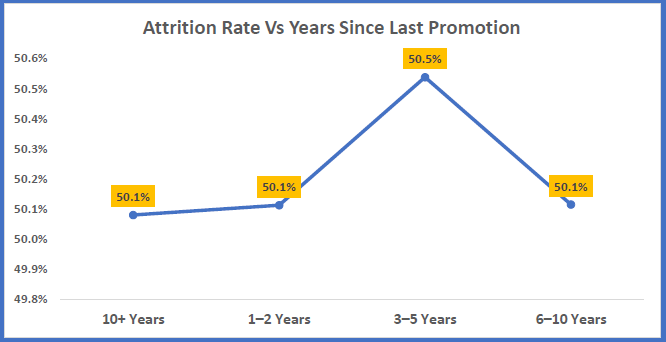 Attrition Rate Vs Years Since Last Promotion
50.6%
50.5%
50.4%
50.3%
50.2%
50.1%
50.0%
49.9%
49.8%
50.1%
50.1%
50.5%
50.1%
10+ Years
1–2 Years
3–5 Years
6–10 Years